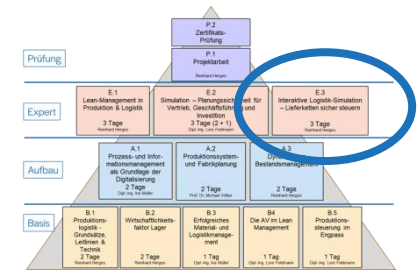 P.2
Zertifikats-
Prüfung
P.1
Projektarbeit
Reinhard Herges
Prüfung
E.1
Lean-Management in
Produktion & Logistik
3 Tage
Reinhard Herges
E.2
Simulation – Planungssicherheit für
Vertrieb, Geschäftsführung und
Investition
3 Tage (2 + 1)
Dipl.-Ing. Lore Feldmann
E.3
Interaktive Logistik-Simulation
– Lieferketten sicher steuern
3 Tage
Reinhard Herges
Expert
A.1
Prozess- und Infor-
mationsmanagement
als Grundlage der
Digitalisierung
2 Tage
Dipl.-Ing. Ina Müller
A.2
Produktionssystem-
und Fabrikplanung
2 Tage
Prof. Dr. Michael Völker
A.3
Bestandsmanagement
2 Tage
Reinhard Herges
Aufbau
B.1
Produktions-
logistik -
Grundsätze,
Leitlinien &
Technik
2 Tage
Reinhard Herges
B.2
Wirtschaftlichkeits-
faktor Lager
2 Tage
Reinhard Herges
B.3
Erfolgreiches
Material- und
Logistikmanage-
ment
1 Tag
Dipl.-Ing. Ina Müller
B4
Die AV im Lean
Management
1 Tag
Dipl.-Ing. Lore Feldmann
B.5
Produktions-
steuerung im
Engpass
1 Tag
Dipl.-Ing. Lore Feldmann
Basis